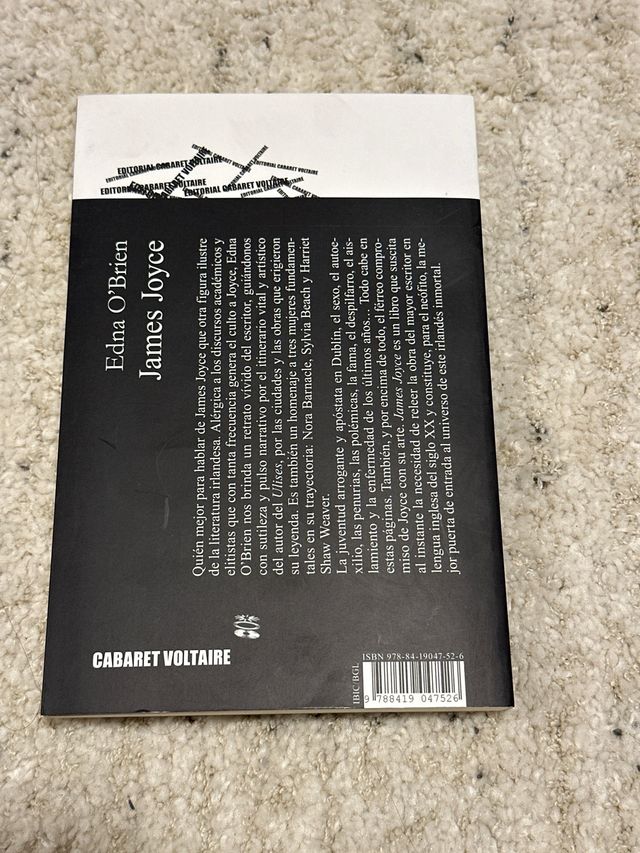 EDITORIAL CABARET VOLTAIRE
EDITORIAL CABARET VOLTAIRE
EDITORIAL CABARET VOLTAIRE
Edna O'Brien
James Joyce
Quién mejor para hablar de James Joyce que otra figura ilustre
de la literatura irlandesa. Alérgica a los discursos académicos y
elitistas que con tanta frecuencia genera el culto a Joyce, Edna
O'Brien nos brinda un retrato vívido del escritor, guiándonos
con sutileza y pulso narrativo por el itinerario vital y artístico
del autor del Ulises, por las ciudades y las obras que erigieron
su leyenda. Es también un homenaje a tres mujeres fundamen-
tales en su trayectoria: Nora Barnacle, Sylvia Beach y Harriet
Shaw Weaver.
La juventud arrogante y apóstata en Dublín, el sexo, el autoe-
xilio, las penurias, las polémicas, la fama, el despilfarro, el ais-
lamiento y la enfermedad de los últimos años... Todo cabe en
estas páginas. También, y por encima de todo, el férreo compro-
miso de Joyce con su arte. James Joyce es un libro que suscita
al instante la necesidad de releer la obra del mayor escritor en
lengua inglesa del siglo XX y constituye, para el neófito, la me-
jor puerta de entrada al universo de este irlandés inmortal.
CABARET VOLTAIRE
ISBN 978-84-19047-52-6
IBIC/BGL
9 788419 047526